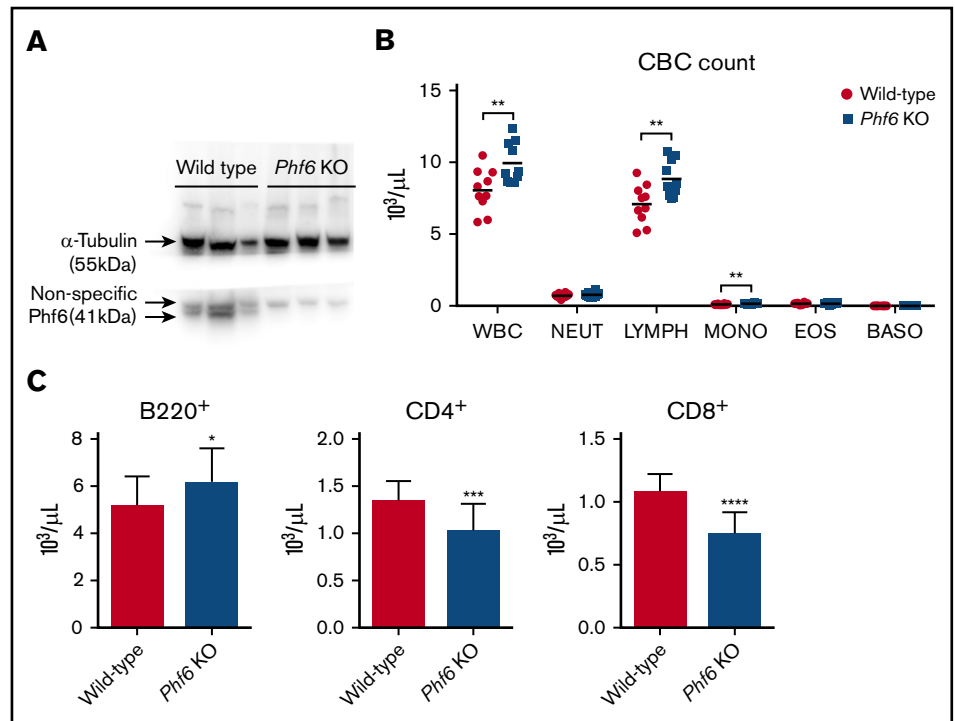 A
Wild type Phf6 KO
α-Tubulin
(55kDa)
Non-specific
Phf6(41kDa)
B
CBC count
Wild-type
Phf6 KO
15
10
5
0
10³/μL
**
**
**
WBC NEUT LYMPH MONO EOS BASO
C
B220⁺
8
6
4
2
0
10³/μL
*
Wild-type
Phf6 KO
CD4⁺
2.0
1.5
1.0
0.5
0.0
10³/μL
***
Wild-type
Phf6 KO
CD8⁺
1.5
1.0
0.5
0.0
10³/μL
****
Wild-type
Phf6 KO